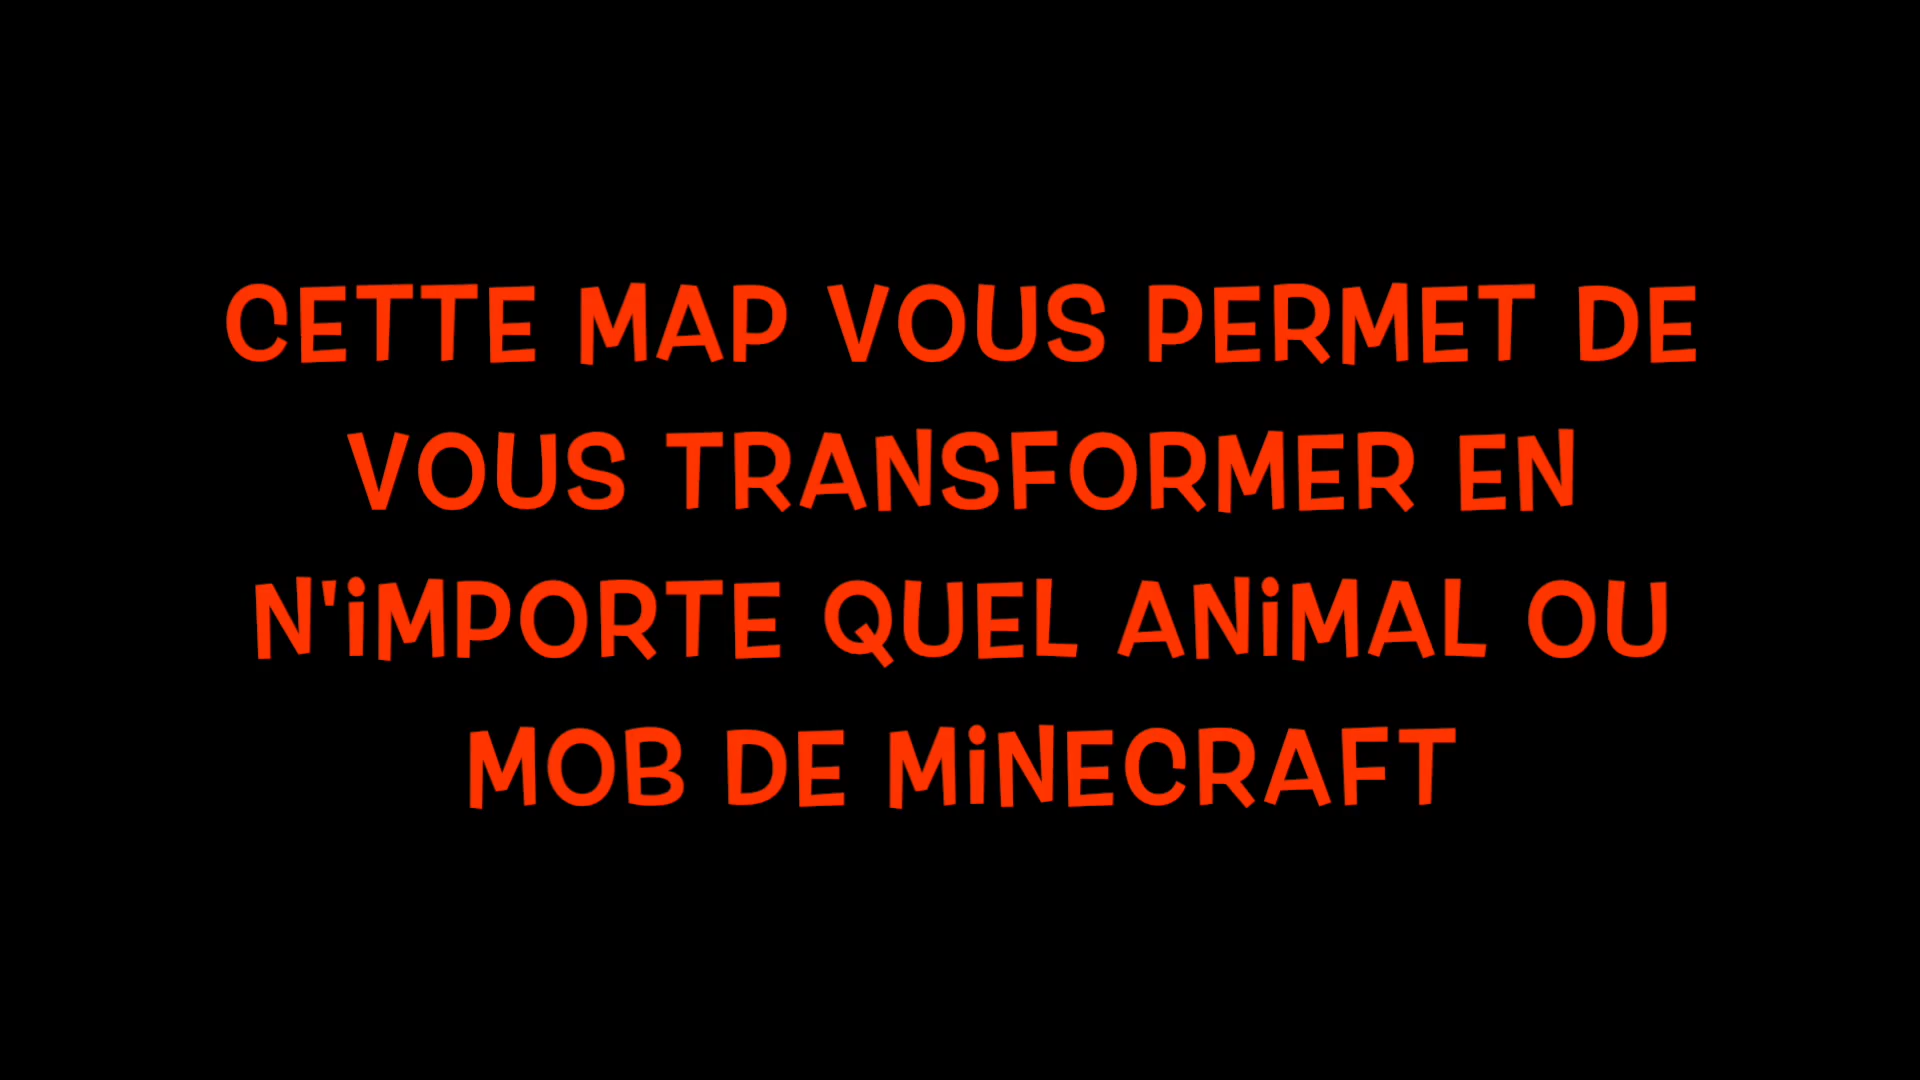 CETTE MAP VOUS PERMET DE
VOUS TRANSFORMER EN
N'iMPORTE QUEL ANiMAL OU
MOB DE MiNECRAFT